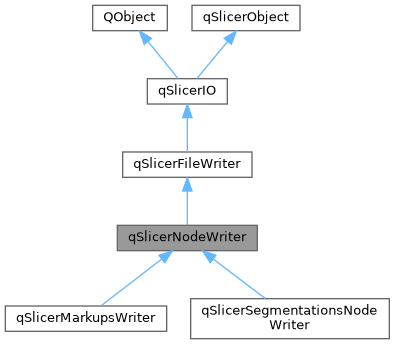 QObject
qSlicerObject
qSlicerIO
qSlicerFileWriter
qSlicerNodeWriter
qSlicerMarkupsWriter
qSlicerSegmentationsNode
Writer